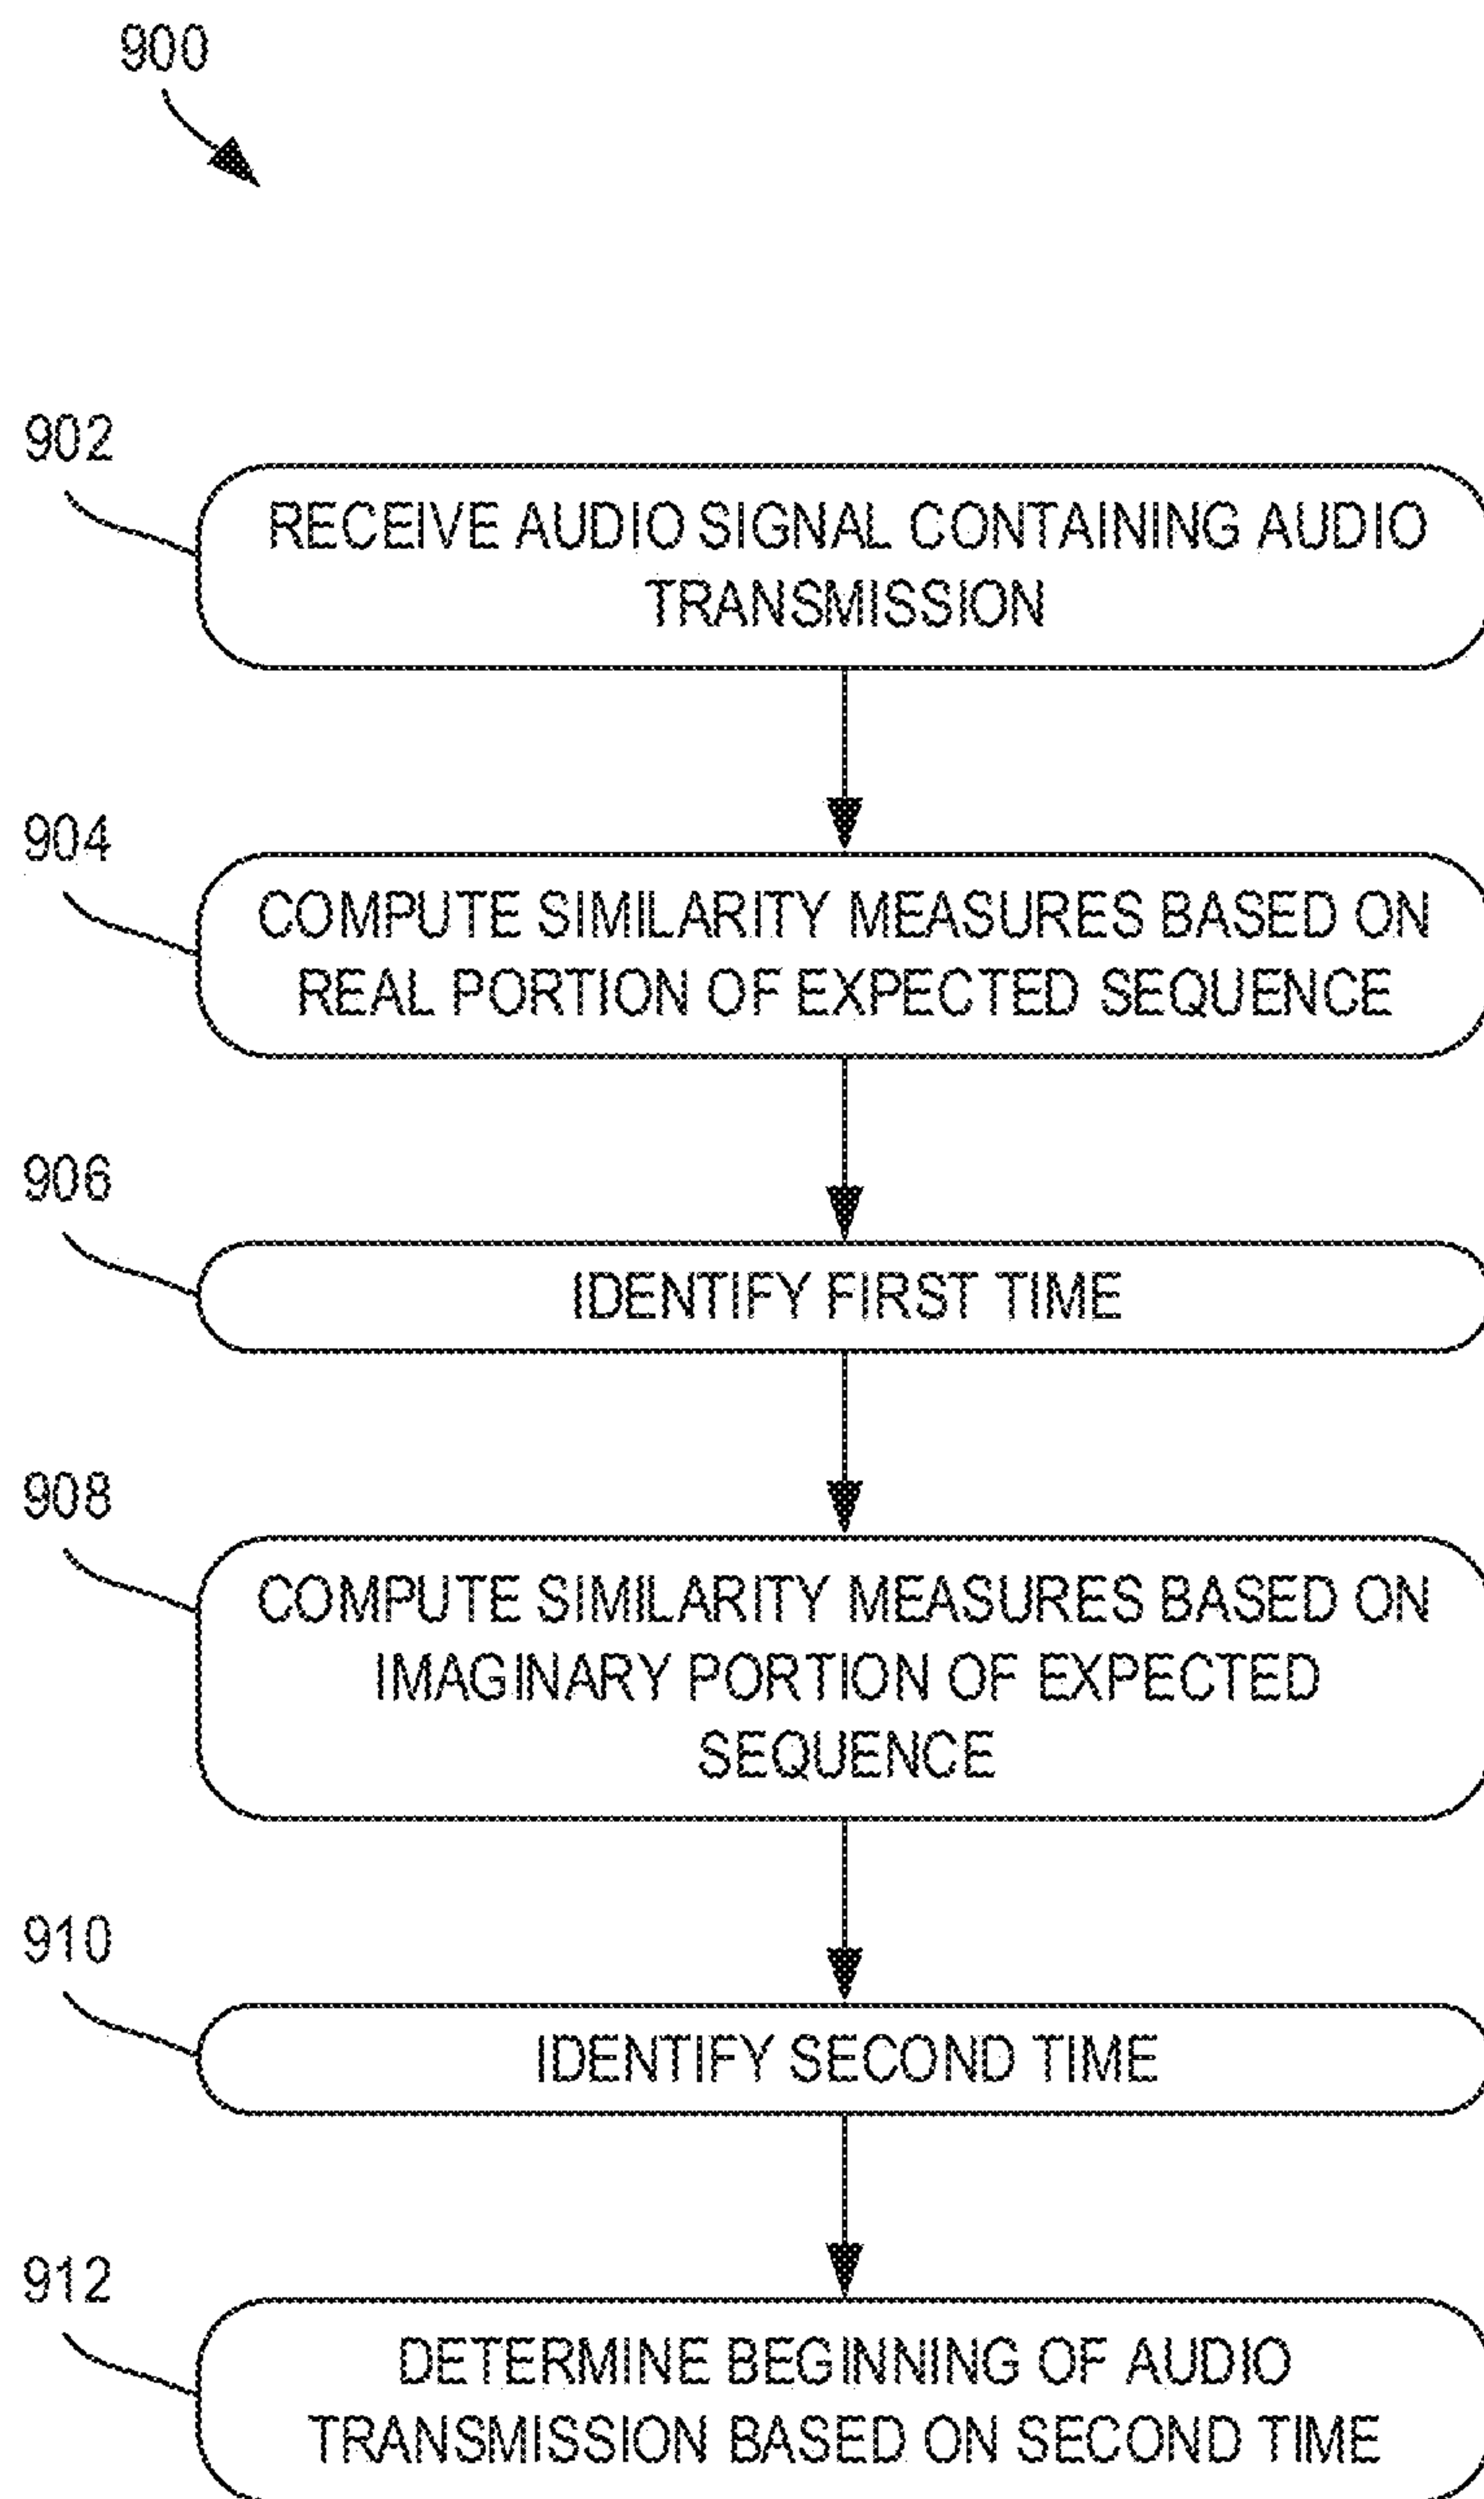 900
902
RECEIVE AUDIO SIGNAL CONTAINING AUDIO
TRANSMISSION
904
COMPUTE SIMILARITY MEASURES BASED ON
REAL PORTION OF EXPECTED SEQUENCE
906
IDENTIFY FIRST TIME
908
COMPUTE SIMILARITY MEASURES BASED ON
IMAGINARY PORTION OF EXPECTED
SEQUENCE
910
IDENTIFY SECOND TIME
912
DETERMINE BEGINNING OF AUDIO
TRANSMISSION BASED ON SECOND TIME